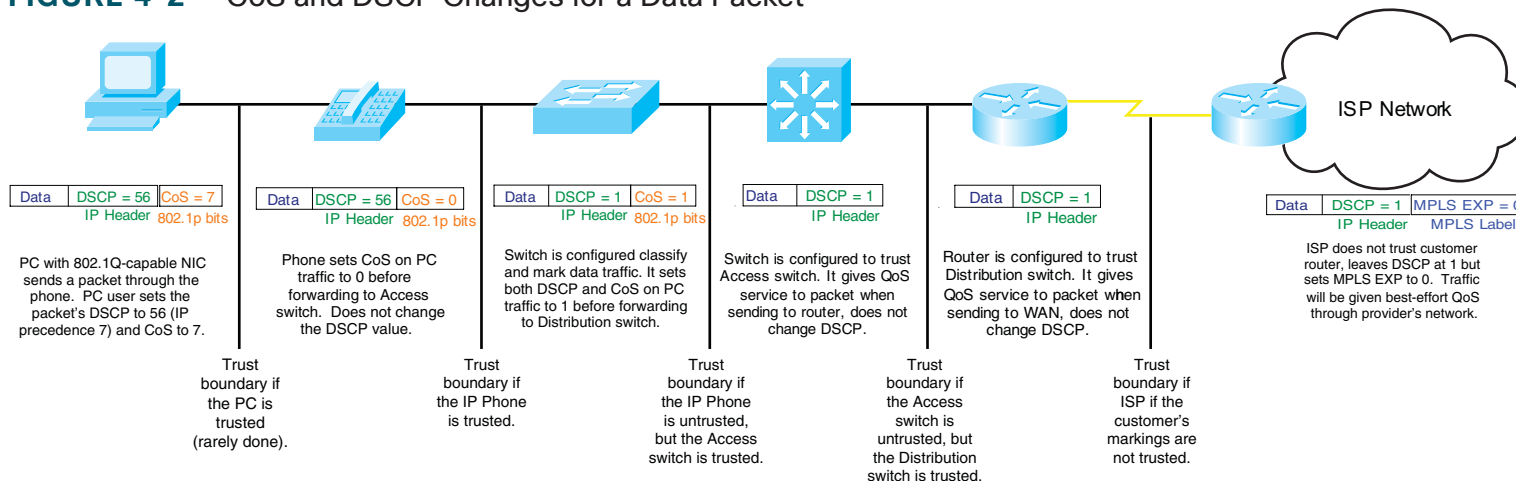 FIGURE 4-2 CoS and DSCP Changes for a Data Packet
ISP Network
Data DSCP = 56 CoS = 7
IP Header 802.1p bits
Data DSCP = 56 CoS = 0
IP Header 802.1p bits
Data DSCP = 1 CoS = 1
IP Header 802.1p bits
Data DSCP = 1
IP Header
Data DSCP = 1
IP Header
Data DSCP = 1 MPLS EXP = 0
IP Header MPLS Label
PC with 802.1Q-capable NIC
sends a packet through the
phone. PC user sets the
packet's DSCP to 56 (IP
precedence 7) and CoS to 7.
Phone sets CoS on PC
traffic to 0 before
forwarding to Access
switch. Does not change
the DSCP value.
Switch is configured classify
and mark data traffic. It sets
both DSCP and CoS on PC
traffic to 1 before forwarding
to Distribution switch.
Switch is configured to trust
Access switch. It gives QoS
service to packet when
sending to router, does not
change DSCP.
Router is configured to trust
Distribution switch. It gives
QoS service to packet when
sending to WAN, does not
change DSCP.
ISP does not trust customer
router, leaves DSCP at 1 but
sets MPLS EXP to 0. Traffic
will be given best-effort QoS
through provider's network.
Trust
boundary if
the PC is
trusted
(rarely done).
Trust
boundary if
the IP Phone
is trusted.
Trust
boundary if
the IP Phone
is untrusted,
but the Access
switch is trusted.
Trust
boundary if
the Access
switch is
untrusted, but
the Distribution
switch is trusted.
Trust
boundary if
ISP if the
customer's
markings are
not trusted.